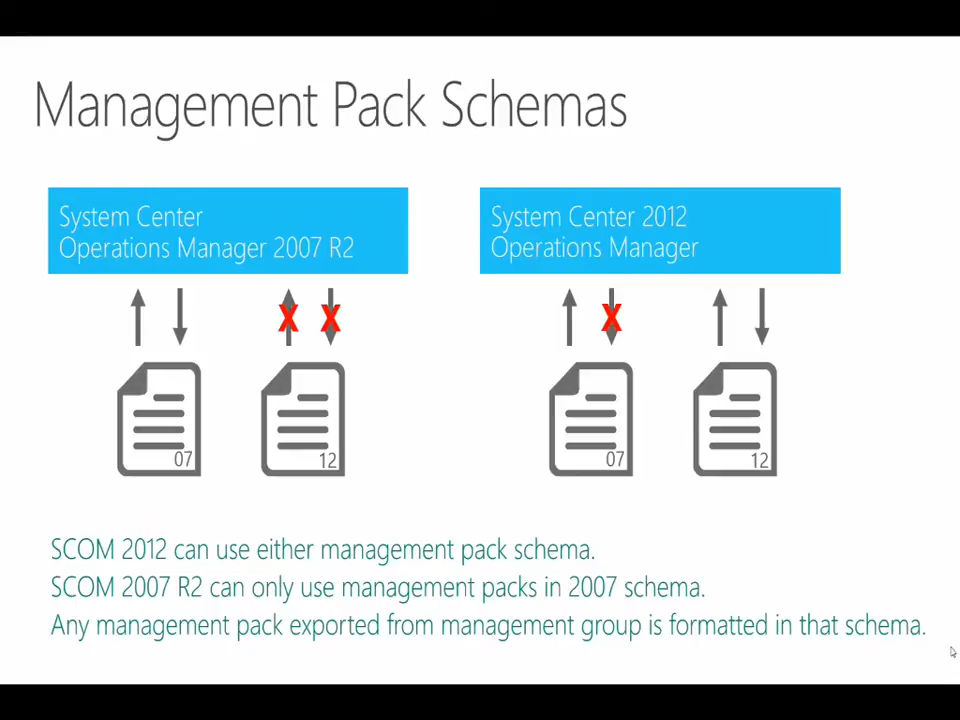 Management Pack Schemas
System Center
Operations Manager 2007 R2
System Center 2012
Operations Manager
X X X
07 12 07 12
SCOM 2012 can use either management pack schema.
SCOM 2007 R2 can only use management packs in 2007 schema.
Any management pack exported from management group is formatted in that schema.